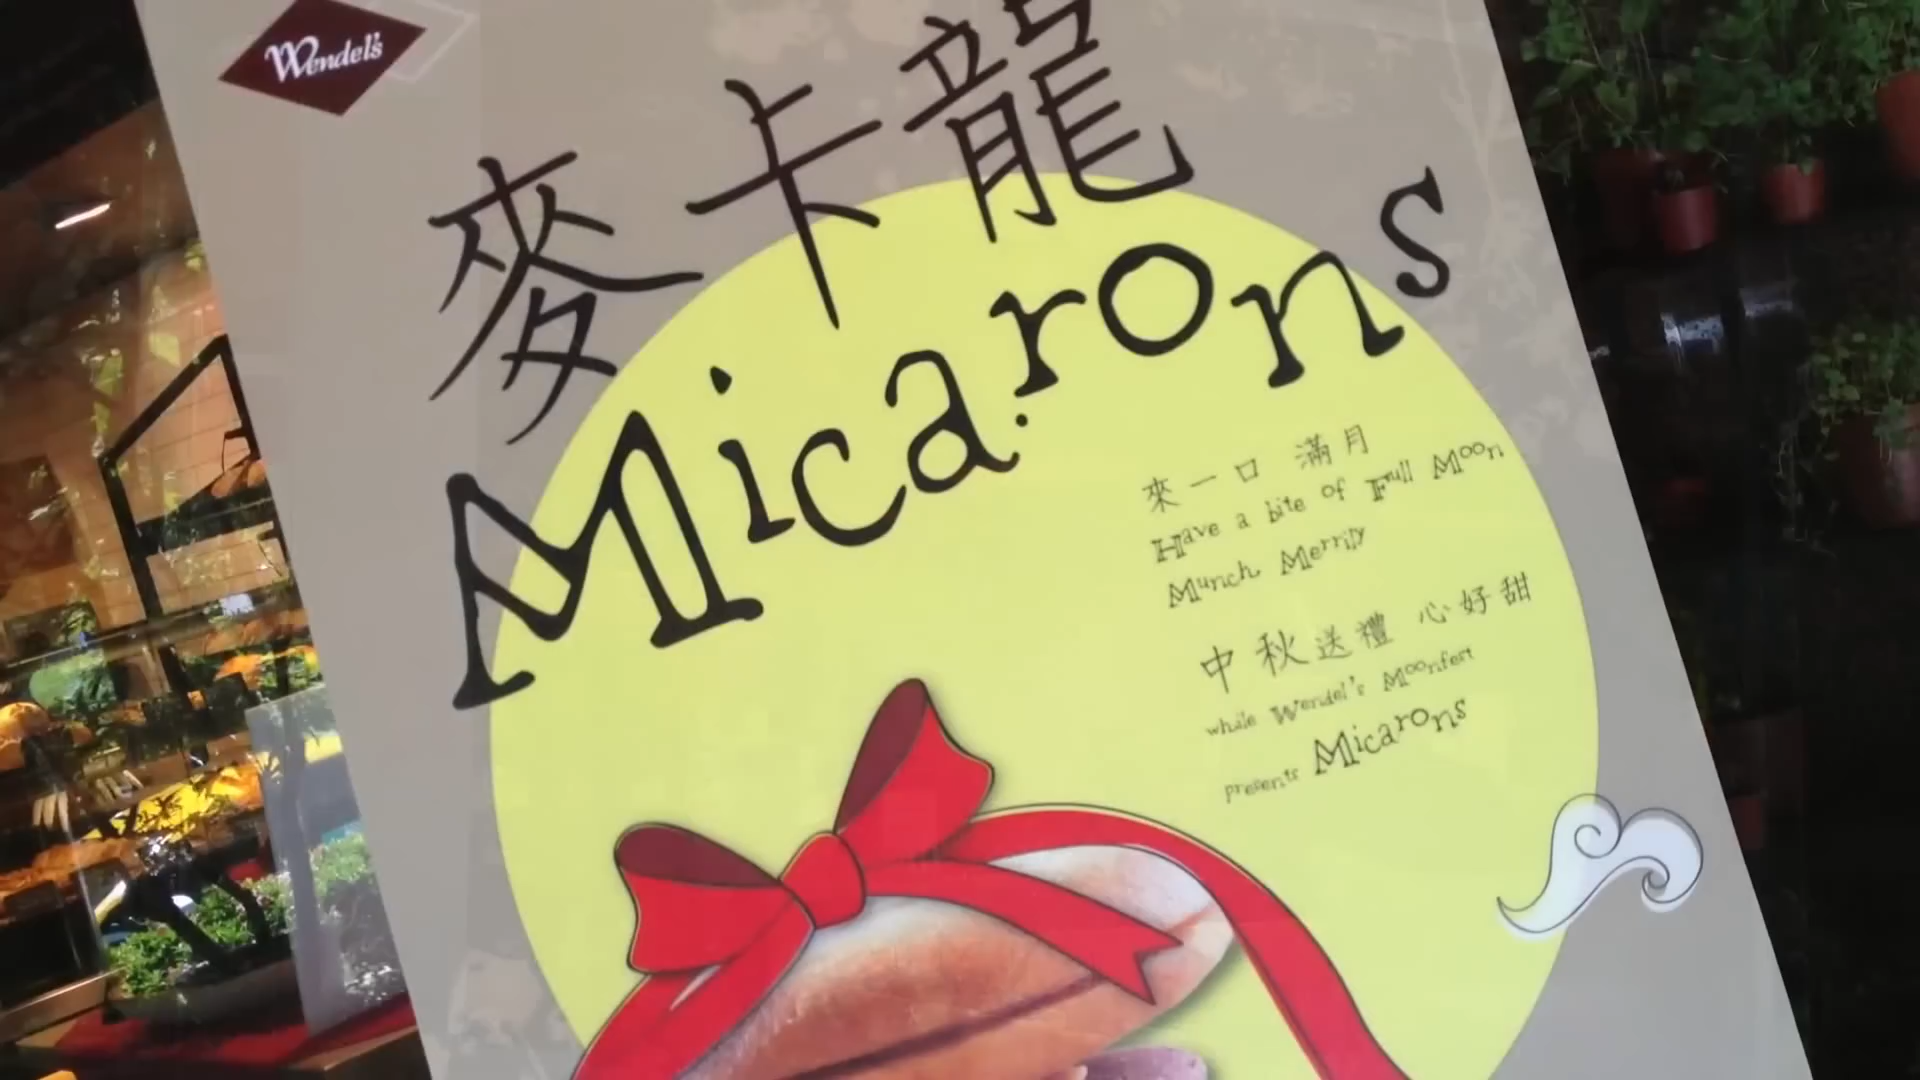 Wendel's
麥卡龍
Micarons
來一口 滿月
Have a bite of Full Moon
Munch Merrily
中秋送禮 心好甜
while Wendel's Moonfest
presents Micarons